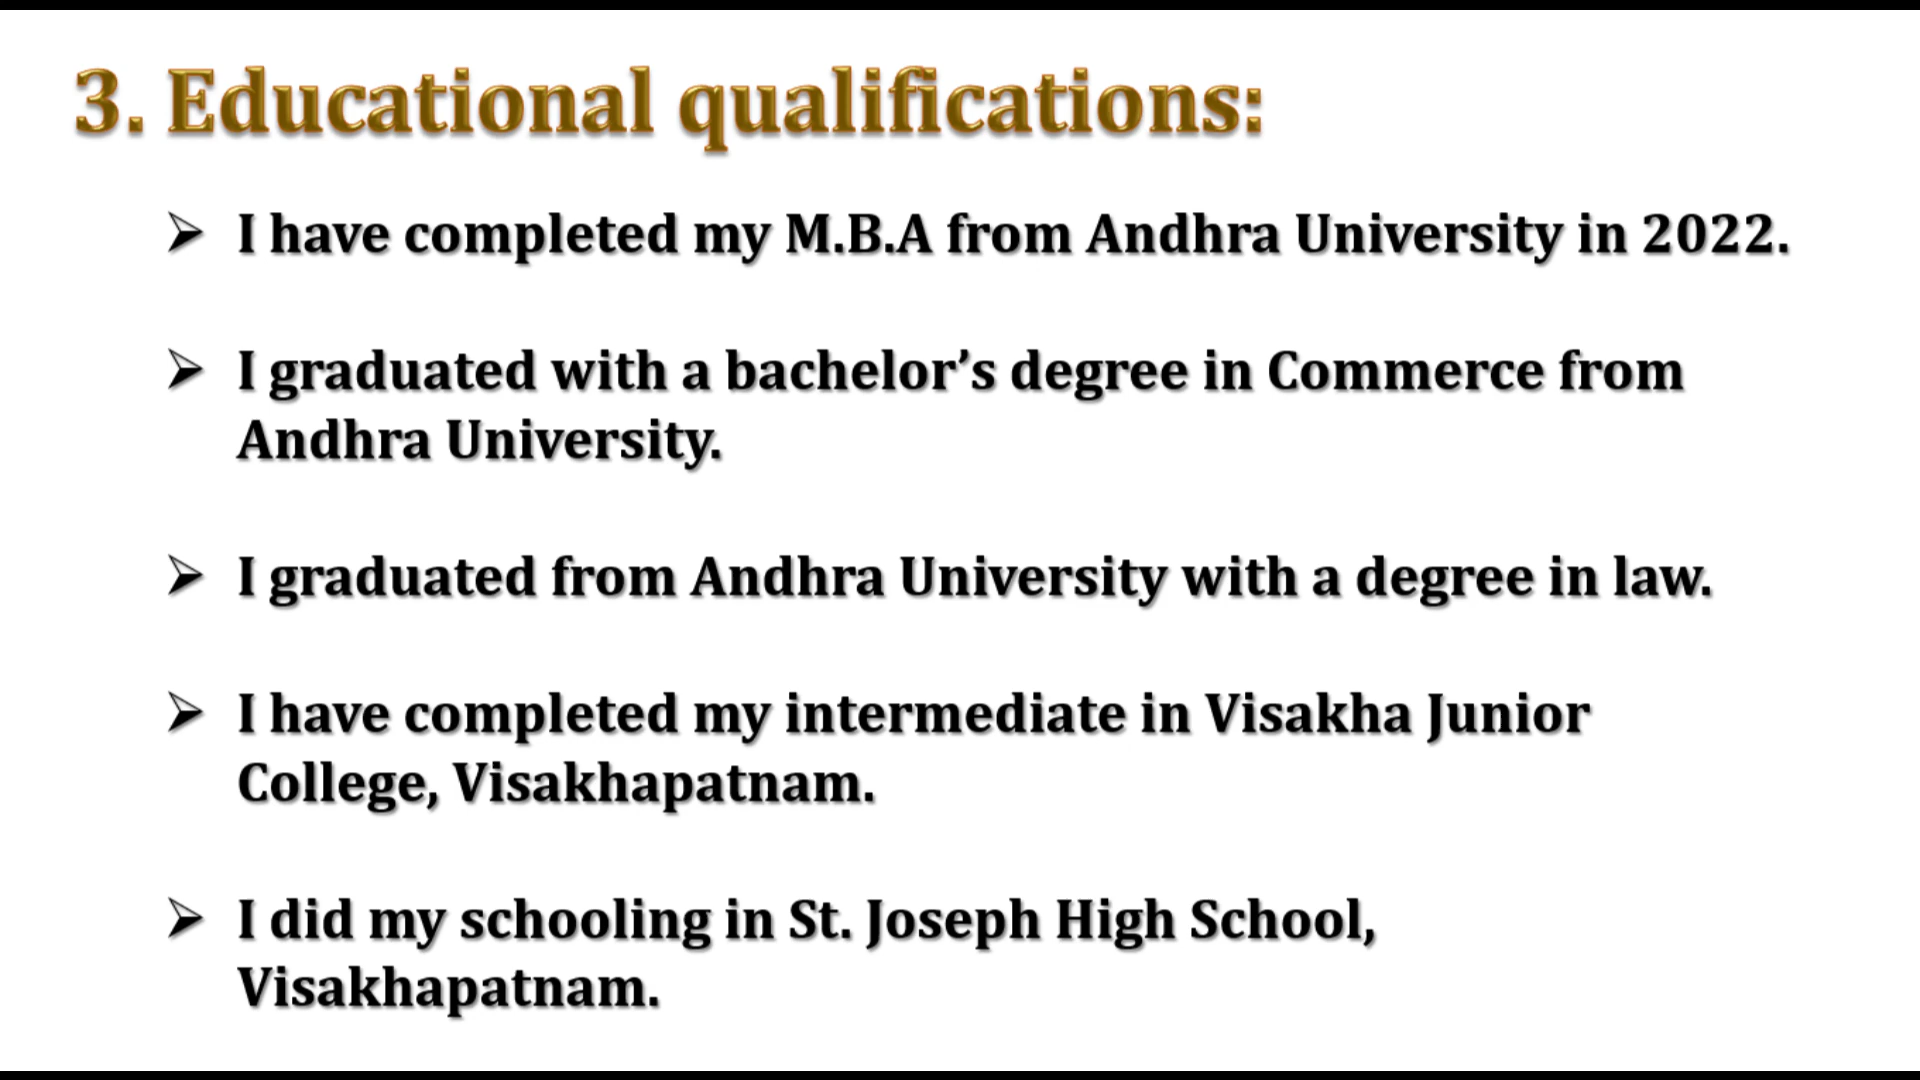 3. Educational qualifications:
➢ I have completed my M.B.A from Andhra University in 2022.
➢ I graduated with a bachelor’s degree in Commerce from
Andhra University.
➢ I graduated from Andhra University with a degree in law.
➢ I have completed my intermediate in Visakha Junior
College, Visakhapatnam.
➢ I did my schooling in St. Joseph High School,
Visakhapatnam.